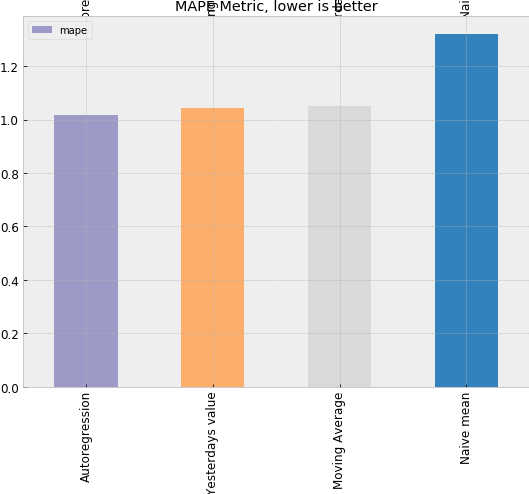 MAPE Metric, lower is better
mape
1.2
1.0
0.8
0.6
0.4
0.2
0.0
Autoregression
Yesterdays value
Moving Average
Naive mean